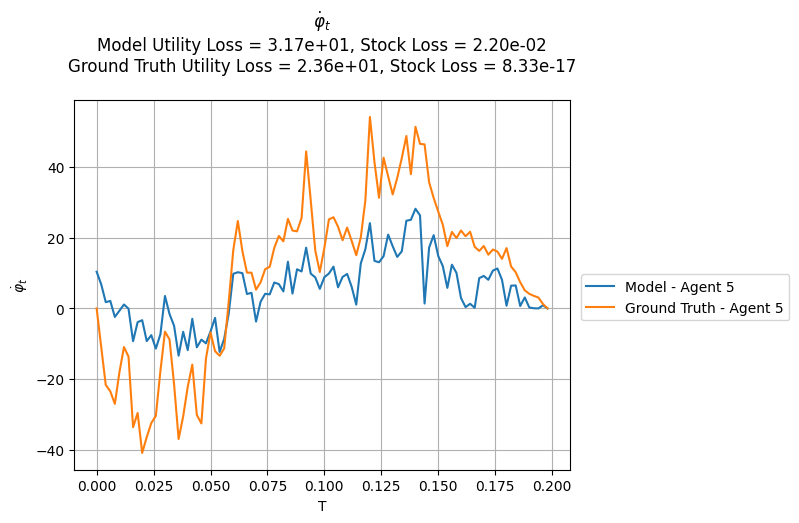 φ̇ₜ
Model Utility Loss = 3.17e+01, Stock Loss = 2.20e-02
Ground Truth Utility Loss = 2.36e+01, Stock Loss = 8.33e-17
φ̇ₜ
40
20
0
−20
−40
0.000 0.025 0.050 0.075 0.100 0.125 0.150 0.175 0.200
T
Model - Agent 5
Ground Truth - Agent 5